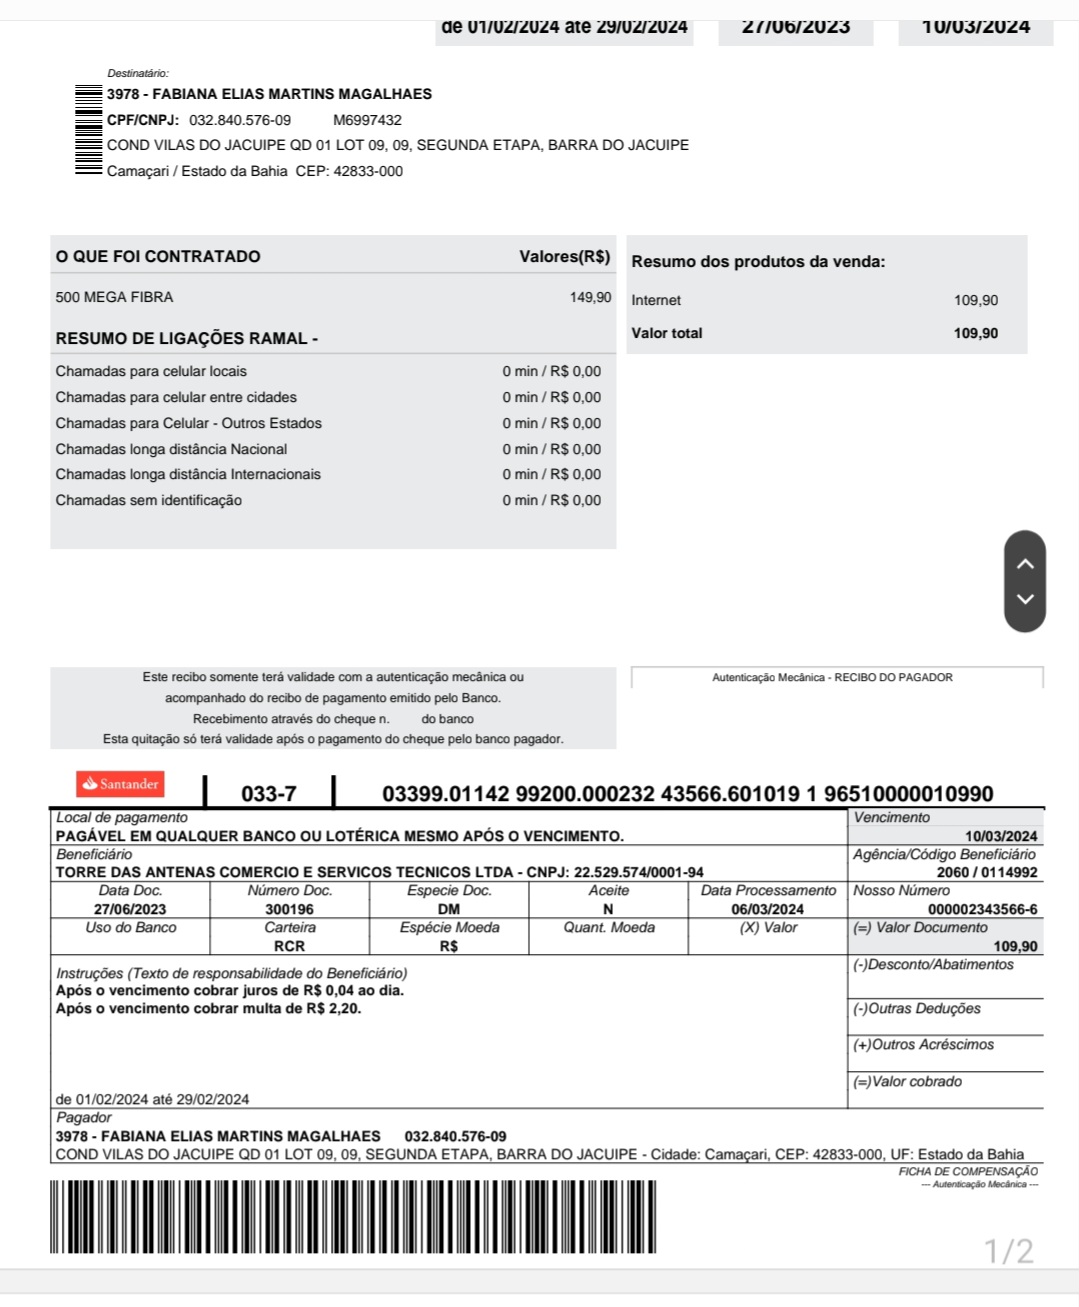 de 01/02/2024 até 29/02/2024 27/06/2023 10/03/2024
Destinatário:
3978 - FABIANA ELIAS MARTINS MAGALHAES
CPF/CNPJ: 032.840.576-09 M6997432
COND VILAS DO JACUIPE QD 01 LOT 09, 09, SEGUNDA ETAPA, BARRA DO JACUIPE
Camaçari / Estado da Bahia CEP: 42833-000
O QUE FOI CONTRATADO Valores(R$)
500 MEGA FIBRA 149,90
RESUMO DE LIGAÇÕES RAMAL -
Chamadas para celular locais 0 min / R$ 0,00
Chamadas para celular entre cidades 0 min / R$ 0,00
Chamadas para Celular - Outros Estados 0 min / R$ 0,00
Chamadas longa distância Nacional 0 min / R$ 0,00
Chamadas longa distância Internacionais 0 min / R$ 0,00
Chamadas sem identificação 0 min / R$ 0,00
Resumo dos produtos da venda:
Internet 109,90
Valor total 109,90
Este recibo somente terá validade com a autenticação mecânica ou
acompanhado do recibo de pagamento emitido pelo Banco.
Recebimento através do cheque n. do banco
Esta quitação só terá validade após o pagamento do cheque pelo banco pagador.
Autenticação Mecânica - RECIBO DO PAGADOR
Santander 033-7 03399.01142 99200.000232 43566.601019 1 96510000010990
Local de pagamento Vencimento
PAGÁVEL EM QUALQUER BANCO OU LOTÉRICA MESMO APÓS O VENCIMENTO. 10/03/2024
Beneficiário Agência/Código Beneficiário
TORRE DAS ANTENAS COMERCIO E SERVICOS TECNICOS LTDA - CNPJ: 22.529.574/0001-94 2060 / 0114992
Data Doc. Número Doc. Especie Doc. Aceite Data Processamento Nosso Número
27/06/2023 300196 DM N 06/03/2024 000002343566-6
Uso do Banco Carteira Espécie Moeda Quant. Moeda (X) Valor (=) Valor Documento
RCR R$ 109,90
Instruções (Texto de responsabilidade do Beneficiário)
Após o vencimento cobrar juros de R$ 0,04 ao dia.
Após o vencimento cobrar multa de R$ 2,20.
(-)Desconto/Abatimentos
(-)Outras Deduções
(+)Outros Acréscimos
(=)Valor cobrado
de 01/02/2024 até 29/02/2024
Pagador
3978 - FABIANA ELIAS MARTINS MAGALHAES 032.840.576-09
COND VILAS DO JACUIPE QD 01 LOT 09, 09, SEGUNDA ETAPA, BARRA DO JACUIPE - Cidade: Camaçari, CEP: 42833-000, UF: Estado da Bahia
FICHA DE COMPENSAÇÃO
--- Autenticação Mecânica ---
1/2